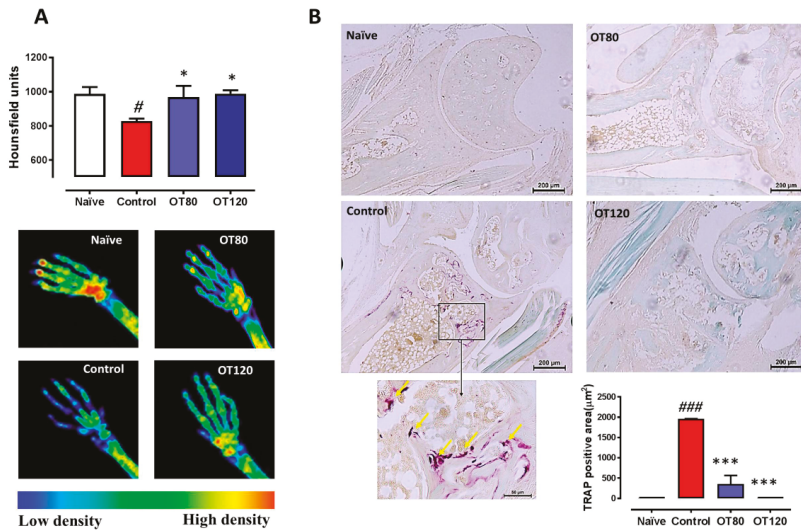 A
Hounsfield units
1000
800
600
#
*
*
Naïve
Control
OT80
OT120
Naïve
OT80
Control
OT120
Low density
High density
B
Naïve
200 µm
OT80
200 µm
Control
200 µm
OT120
200 µm
50 µm
TRAP positive area(µm²)
2500
2000
1500
1000
500
0
###
***
***
Naïve
Control
OT80
OT120